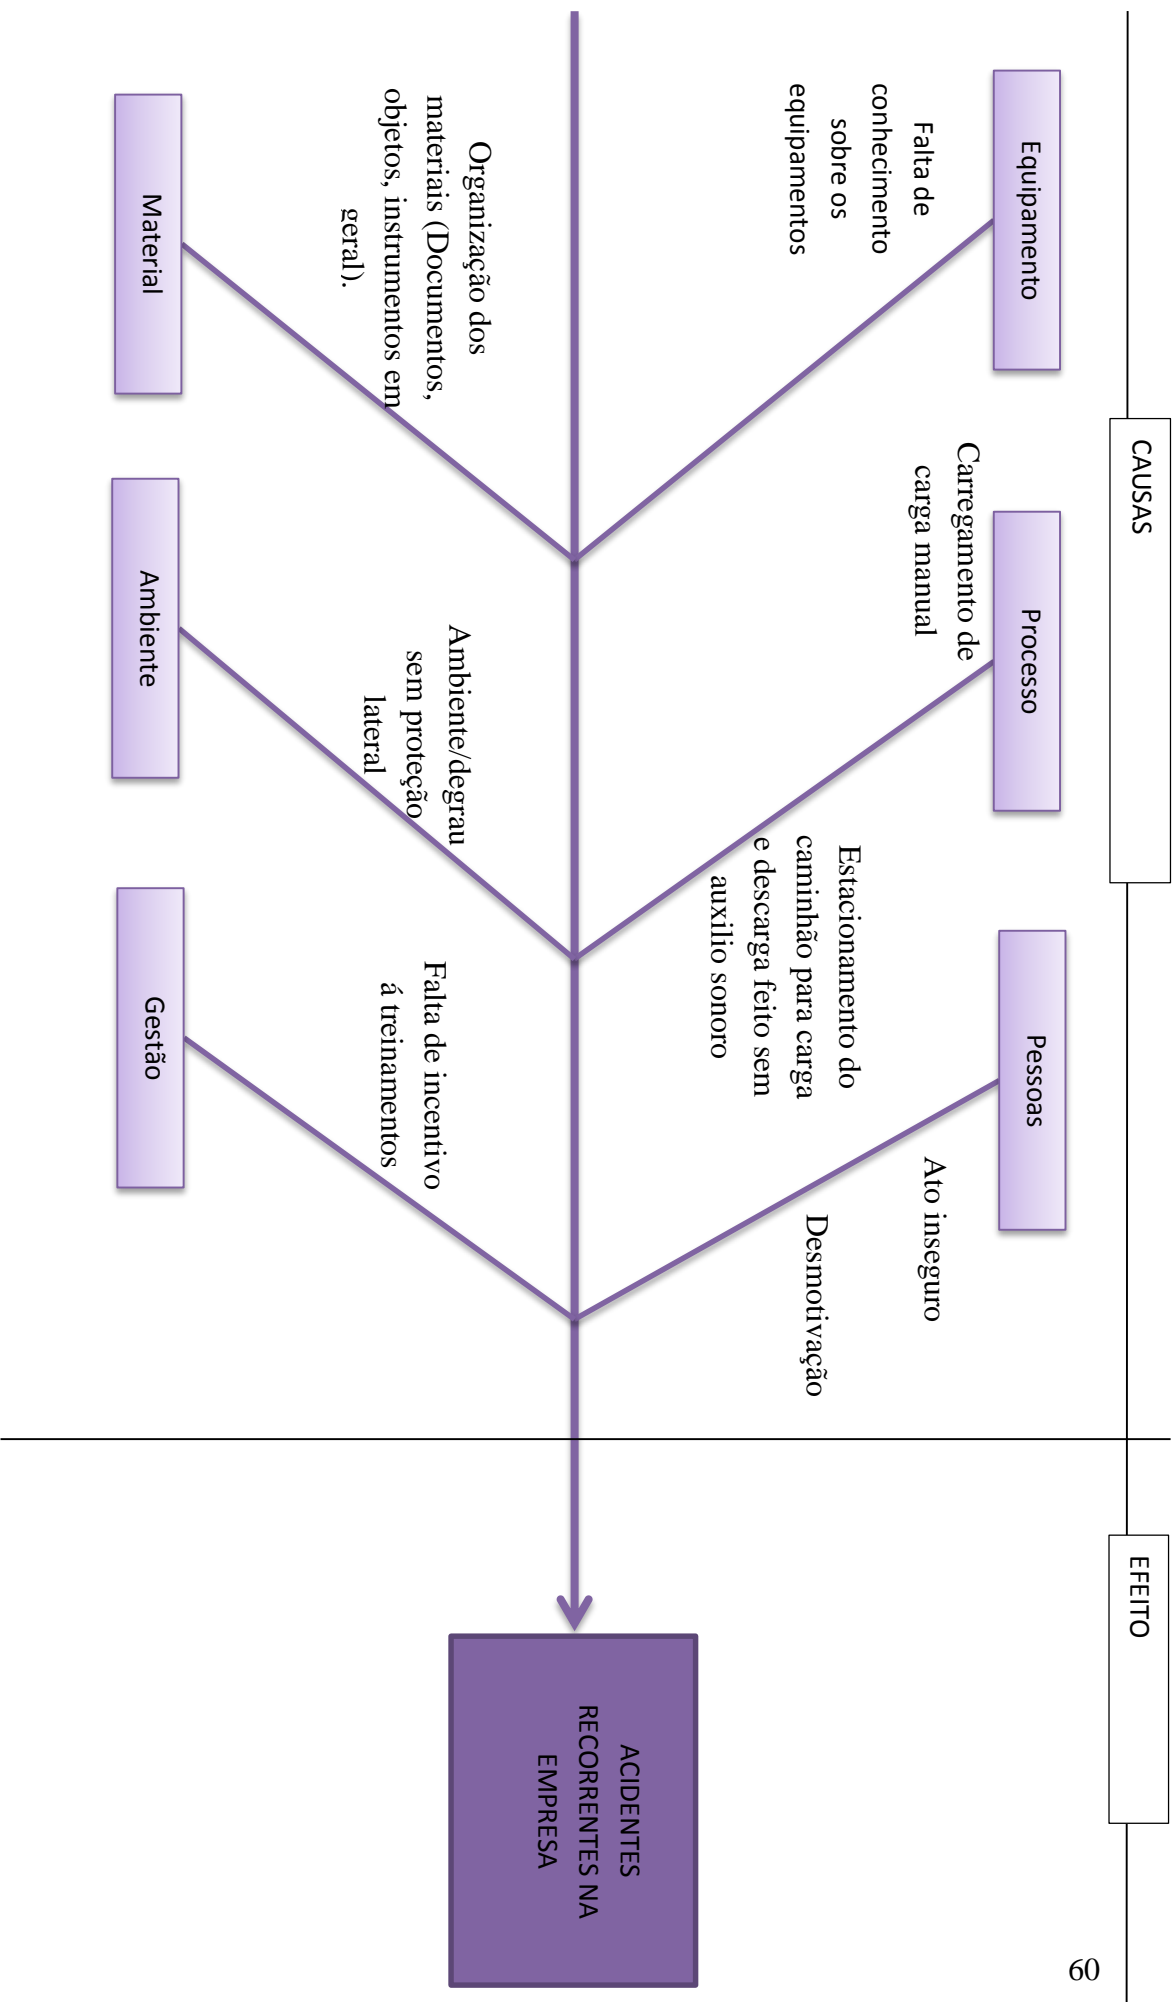 CAUSAS
EFEITO
Equipamento
Processo
Pessoas
Falta de
conhecimento
sobre os
equipamentos
Carregamento de
carga manual
Estacionamento do
caminhão para carga
e descarga feito sem
auxilio sonoro
Ato inseguro
Desmotivação
ACIDENTES
RECORRENTES NA
EMPRESA
Organização dos
materiais (Documentos,
objetos, instrumentos em
geral).
Ambiente/degrau
sem proteção
lateral
Falta de incentivo
á treinamentos
Material
Ambiente
Gestão
60